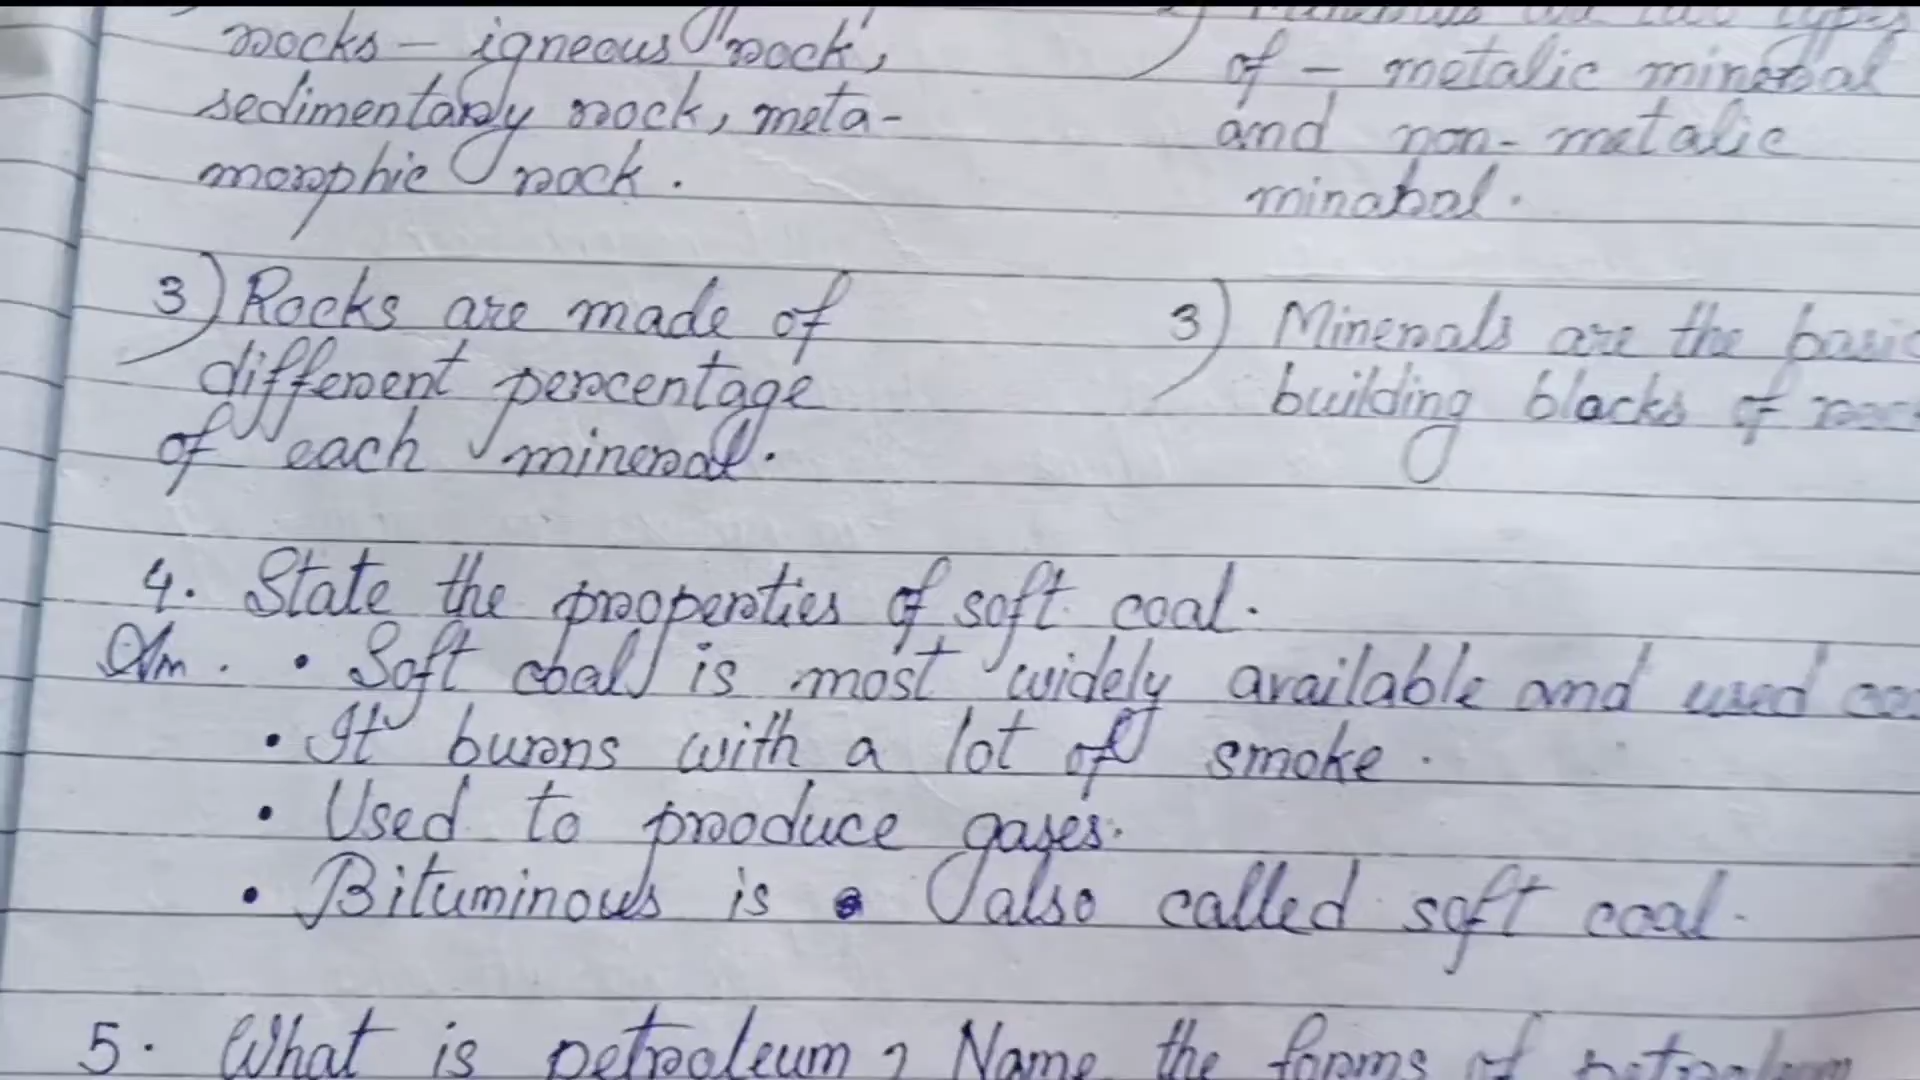 rocks – igneous rock,
sedimentary rock, meta-
morphic rock.
of – metalic minaral
and non-metalic
minaral.
3) Rocks are made of
different percentage
of each mineral.
3) Minerals are the basic
building blocks of
4. State the properties of soft coal.
Ans. • Soft coal is most widely available and used
• It burns with a lot of smoke.
• Used to produce gases.
• Bituminous is also called soft coal.
5. What is petroleum? Name the forms of petroleum